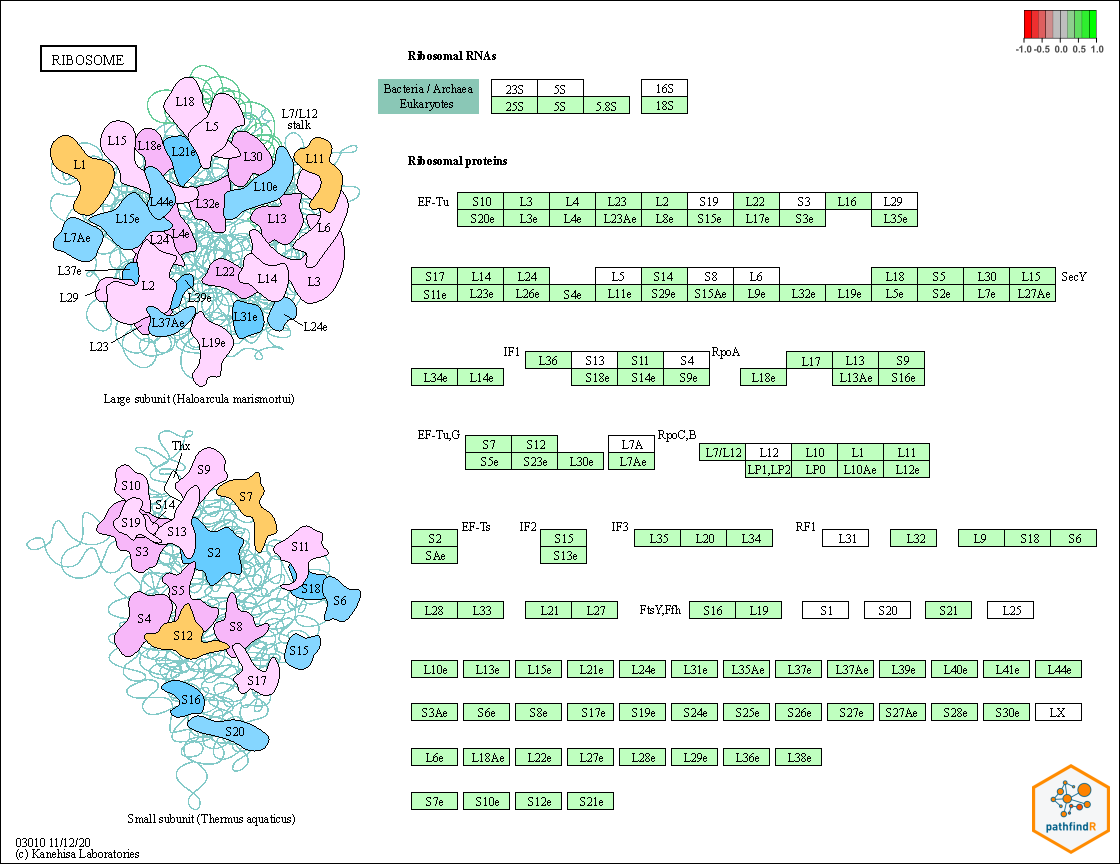 RIBOSOME
-1.0 -0.5 0.0 0.5 1.0
Ribosomal RNAs
Bacteria / Archaea
Eukaryotes
23S 5S 16S
25S 5S 5.8S 18S
Ribosomal proteins
EF-Tu S10 L3 L4 L23 L2 S19 L22 S3 L16 L29
S20e L3e L4e L23Ae L8e S15e L17e S3e L35e
S17 L14 L24 L5 S14 S8 L6 L18 S5 L30 L15 SecY
S11e L23e L26e S4e L11e S29e S15Ae L9e L32e L19e L5e S2e L7e L27Ae
IF1 L36 S13 S11 S4 RpoA L17 L13 S9
L34e L14e S18e S14e S9e L18e L13Ae S16e
EF-Tu,G S7 S12 L7A RpoC,B L7/L12 L12 L10 L1 L11
S5e S23e L30e L7Ae LP1,LP2 LP0 L10Ae L12e
S2 EF-Ts IF2 S15 IF3 L35 L20 L34 RF1 L31 L32 L9 S18 S6
SAe S13e
L28 L33 L21 L27 FtsY,Ffh S16 L19 S1 S20 S21 L25
L10e L13e L15e L21e L24e L31e L35Ae L37e L37Ae L39e L40e L41e L44e
S3Ae S6e S8e S17e S19e S24e S25e S26e S27e S27Ae S28e S30e LX
L6e L18Ae L22e L27e L28e L29e L36e L38e
S7e S10e S12e S21e
L18
L5
L7/L12
stalk
L15
L18e
L21e
L30
L11
L1
L10e
L44e
L32e
L15e
L13
L6
L7Ae
L24
L4e
L37e
L22
L14
L3
L2
L29
L39e
L37Ae
L31e
L24e
L23
L19e
Large subunit (Haloarcula marismortui)
Thx
S9
S10
S7
S14
S19
S13
S3
S2
S11
S5
S18
S6
S4
S12
S8
S15
S17
S16
S20
Small subunit (Thermus aquaticus)
03010 11/12/20
(c) Kanehisa Laboratories
pathfindR